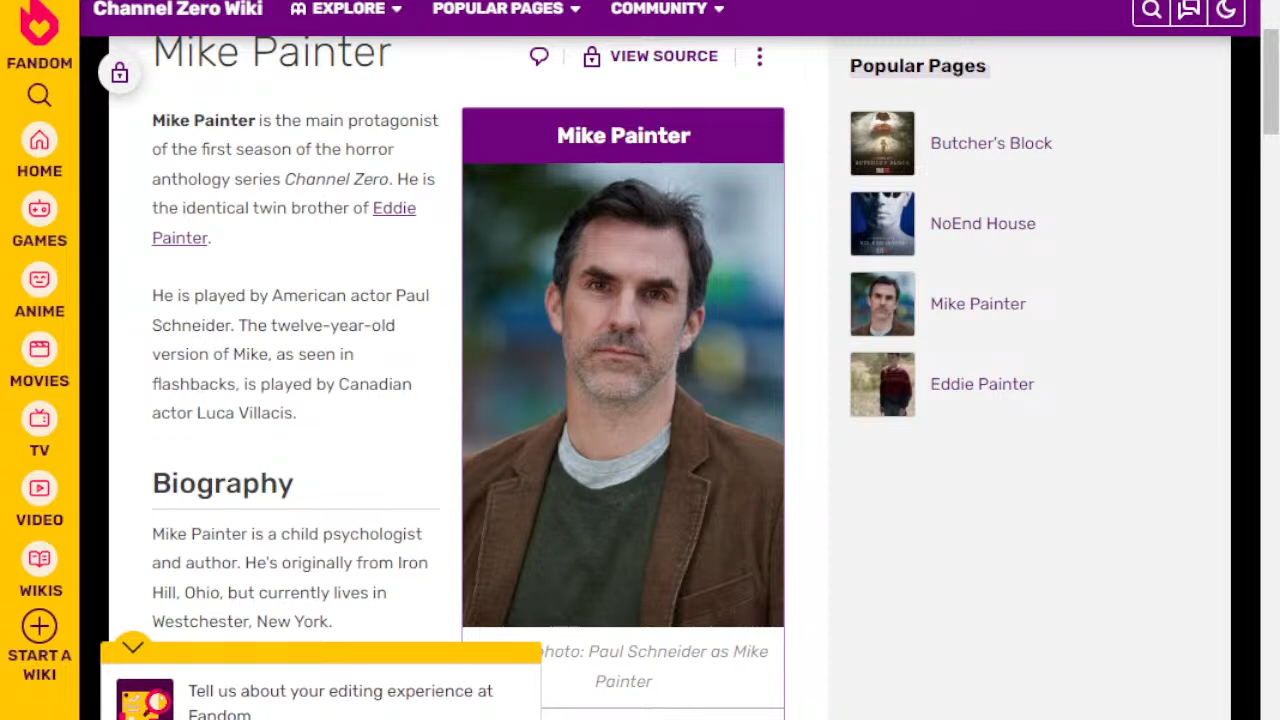 Channel Zero Wiki
EXPLORE
POPULAR PAGES
COMMUNITY
FANDOM
HOME
GAMES
ANIME
MOVIES
TV
VIDEO
WIKIS
START A
WIKI
Mike Painter
VIEW SOURCE
Mike Painter is the main protagonist
of the first season of the horror
anthology series Channel Zero. He is
the identical twin brother of Eddie
Painter.
He is played by American actor Paul
Schneider. The twelve-year-old
version of Mike, as seen in
flashbacks, is played by Canadian
actor Luca Villacis.
Biography
Mike Painter is a child psychologist
and author. He's originally from Iron
Hill, Ohio, but currently lives in
Westchester, New York.
Mike Painter
photo: Paul Schneider as Mike
Painter
Tell us about your editing experience at
Fandom
Popular Pages
BUTCHER'S BLOCK
Butcher's Block
NoEnd House
Mike Painter
Eddie Painter